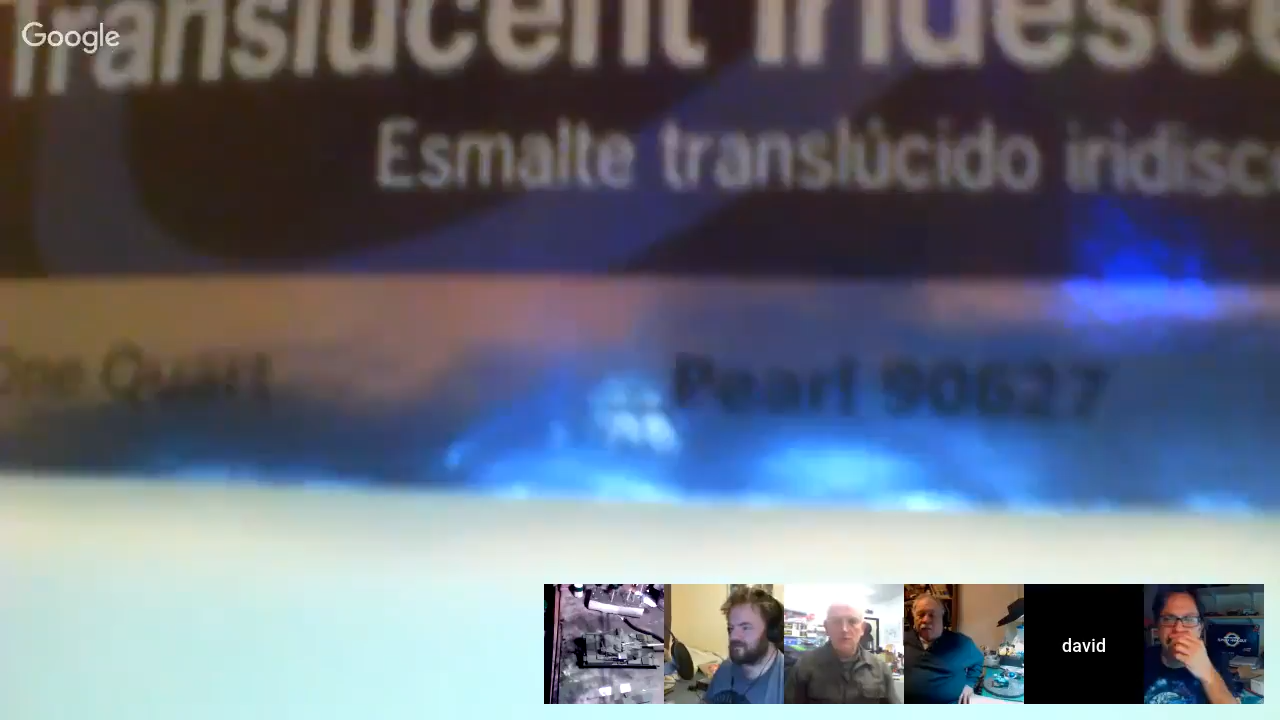 Google
Translucent Iridesc
Esmalte translúcido iridisc
One Quart
Pearl 90627
david